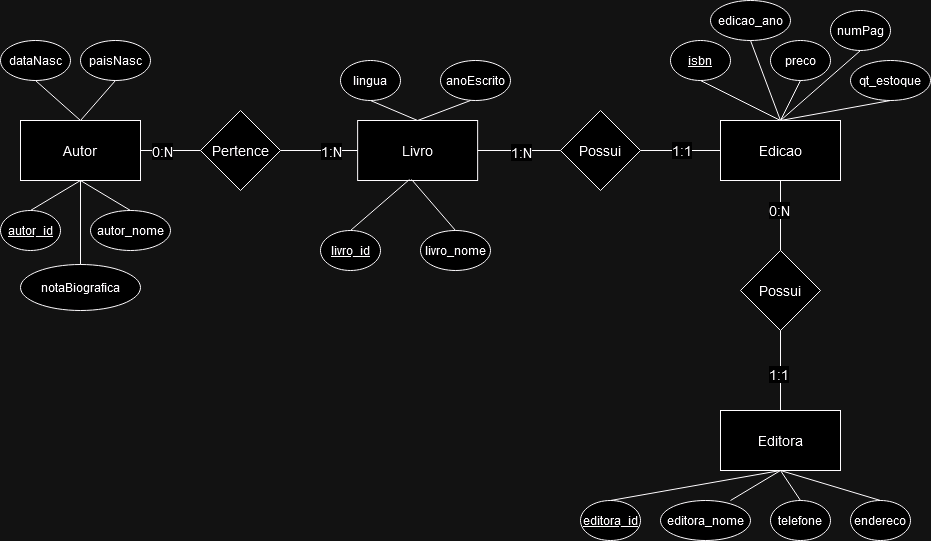 edicao_ano
numPag
dataNasc
paisNasc
isbn
preco
lingua
anoEscrito
qt_estoque
Autor
0:N
Pertence
1:N
Livro
1:N
Possui
1:1
Edicao
autor_id
autor_nome
livro_id
livro_nome
0:N
notaBiografica
Possui
1:1
Editora
editora_id
editora_nome
telefone
endereco